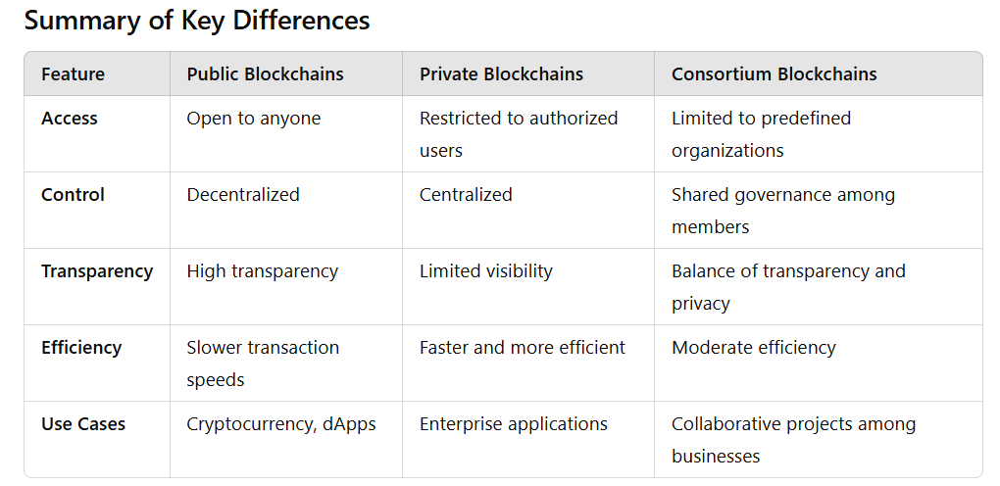 Summary of Key Differences
Feature Public Blockchains Private Blockchains Consortium Blockchains
Access Open to anyone Restricted to authorized users Limited to predefined organizations
Control Decentralized Centralized Shared governance among members
Transparency High transparency Limited visibility Balance of transparency and privacy
Efficiency Slower transaction speeds Faster and more efficient Moderate efficiency
Use Cases Cryptocurrency, dApps Enterprise applications Collaborative projects among businesses